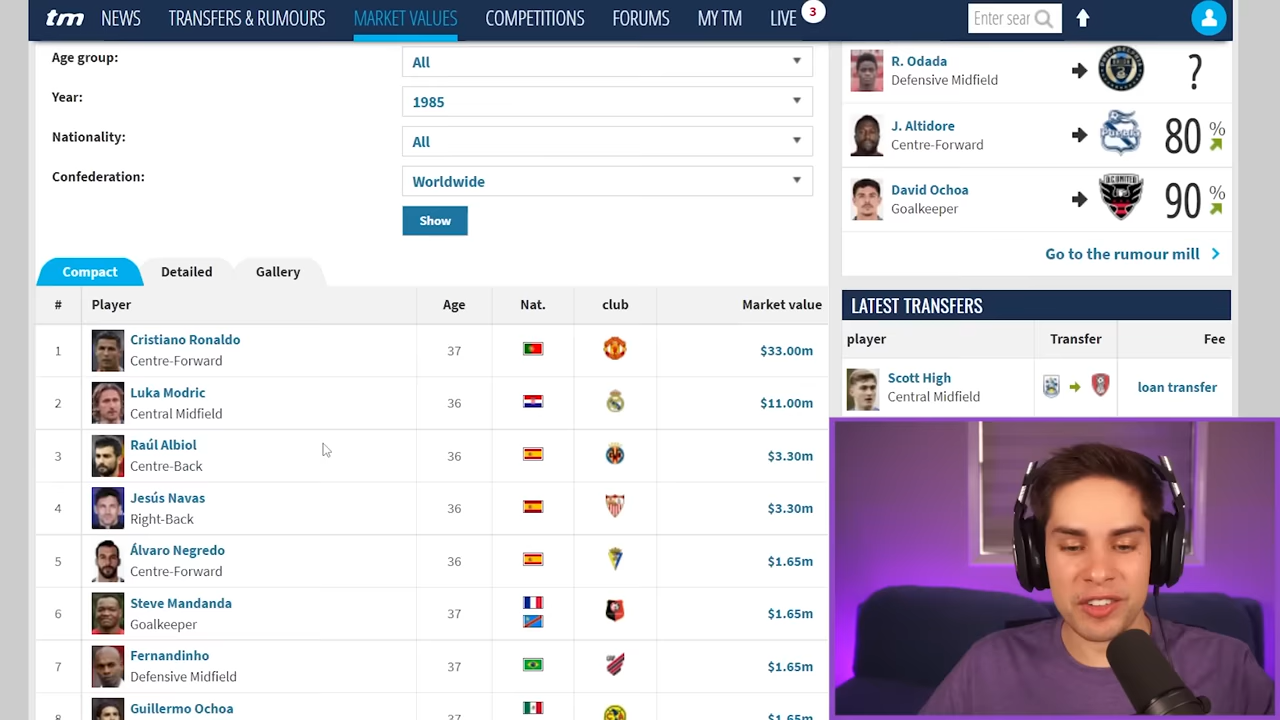 tm NEWS TRANSFERS & RUMOURS MARKET VALUES COMPETITIONS FORUMS MY TM LIVE 3 Enter sear
Age group: All
Year: 1985
Nationality: All
Confederation: Worldwide
Show
Compact Detailed Gallery
# Player Age Nat. club Market value
1 Cristiano Ronaldo 37 $33.00m
Centre-Forward
2 Luka Modric 36 $11.00m
Central Midfield
3 Raúl Albiol 36 $3.30m
Centre-Back
4 Jesús Navas 36 $3.30m
Right-Back
5 Álvaro Negredo 36 $1.65m
Centre-Forward
6 Steve Mandanda 37 $1.65m
Goalkeeper
7 Fernandinho 37 $1.65m
Defensive Midfield
8 Guillermo Ochoa 37 $1.65m
R. Odada ?
Defensive Midfield
J. Altidore 80 %
Centre-Forward
David Ochoa 90 %
Goalkeeper
Go to the rumour mill
LATEST TRANSFERS
player Transfer Fee
Scott High loan transfer
Central Midfield